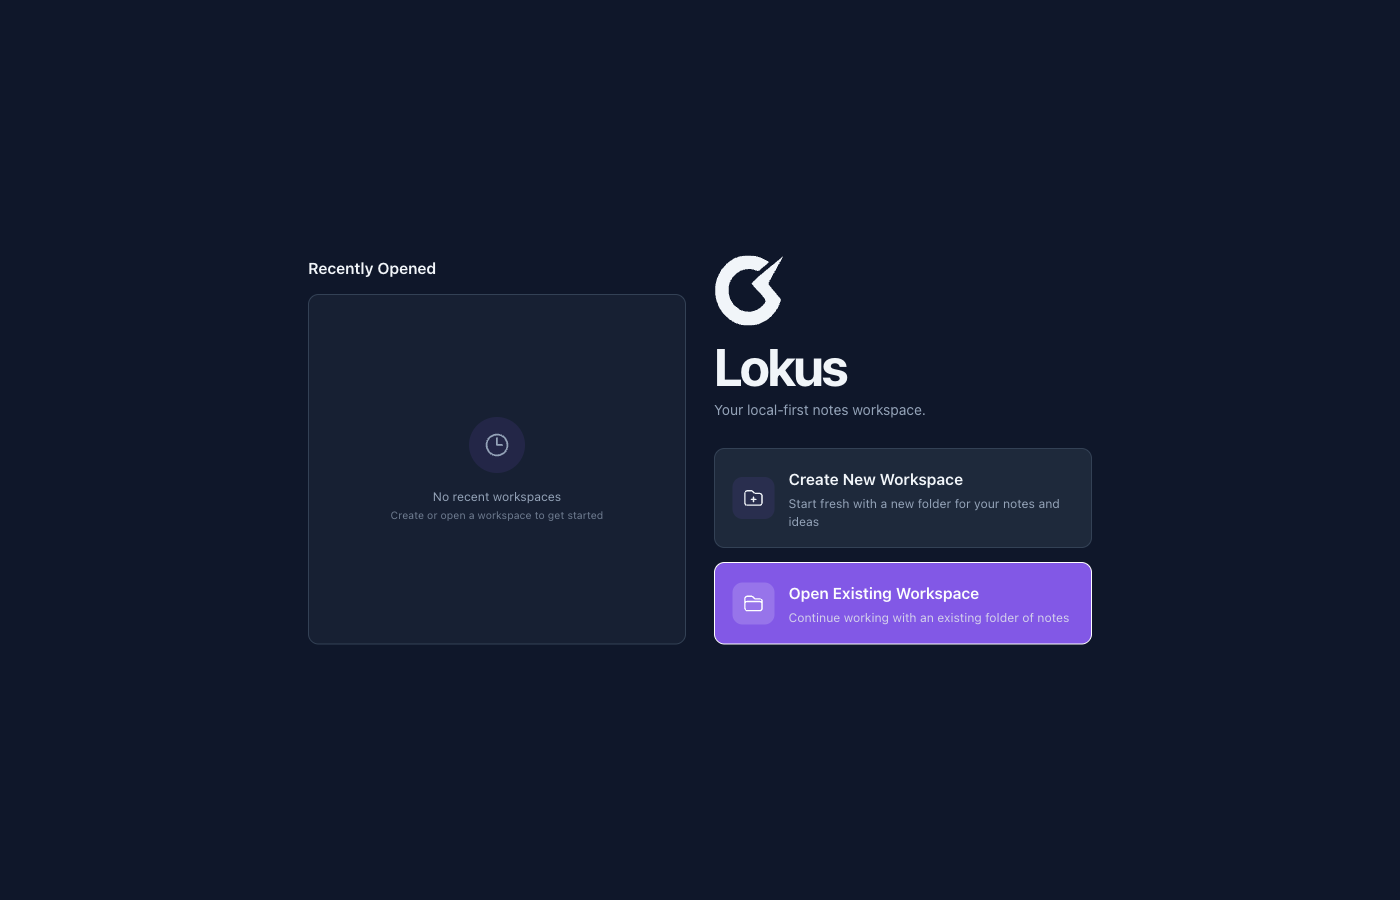 Recently Opened
No recent workspaces
Create or open a workspace to get started
Lokus
Your local-first notes workspace.
Create New Workspace
Start fresh with a new folder for your notes and
ideas
Open Existing Workspace
Continue working with an existing folder of notes